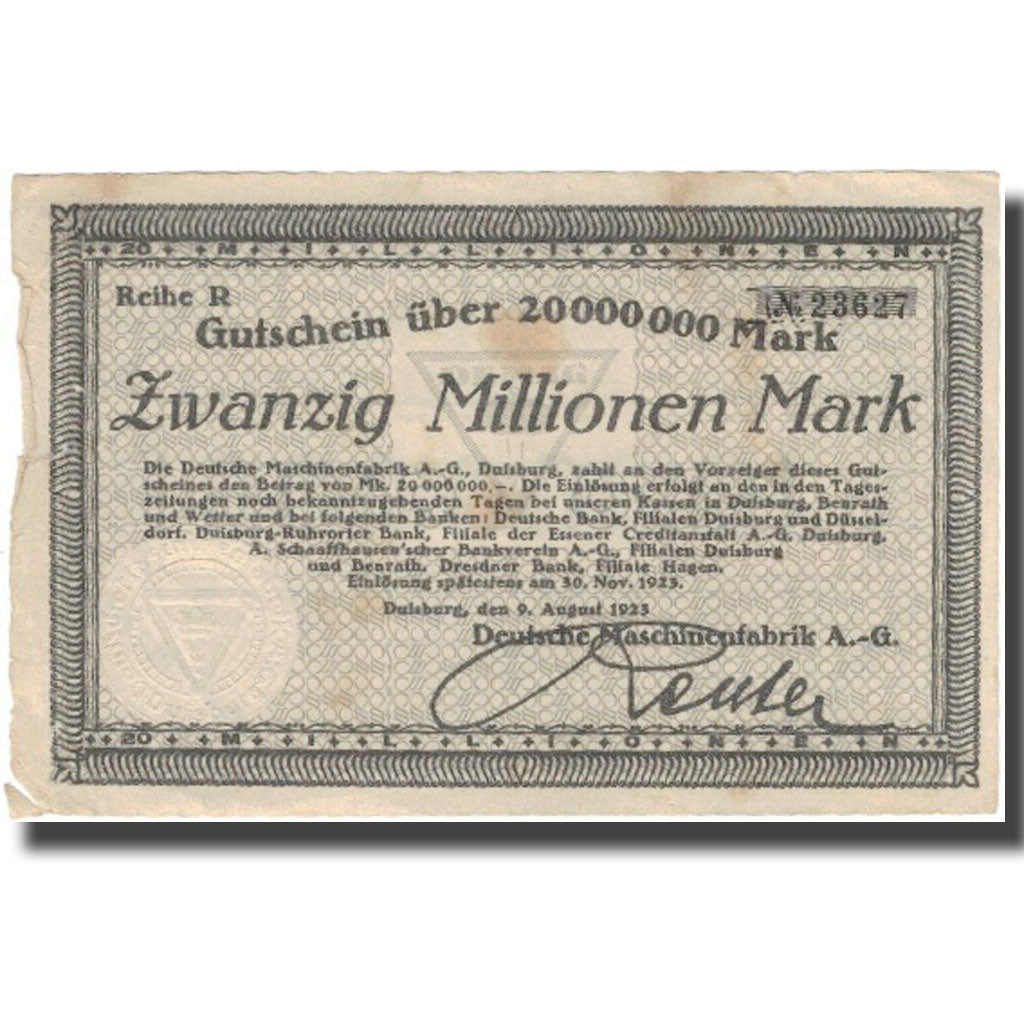 20 MILLIONEN
Reihe R
№ 23627
Gutschein über 20000000 Mark
Zwanzig Millionen Mark
Die Deutsche Maschinenfabrik A.-G., Duisburg, zahlt an den Vorzeiger dieses Gut-
scheines den Betrag von Mk. 20000000,–. Die Einlösung erfolgt an den in den Tages-
zeitungen noch bekanntzugebenden Tagen bei unseren Kassen in Duisburg, Benrath
und Wetter und bei folgenden Banken: Deutsche Bank, Filialen Duisburg und Düssel-
dorf, Duisburg-Ruhrorter Bank, Filiale der Essener Creditanstalt A.-G. Duisburg,
A. Schaaffhausen'scher Bankverein A.-G., Filialen Duisburg
und Benrath, Dresdner Bank, Filiale Hagen.
Einlösung spätestens am 30. Nov. 1923.
Duisburg, den 9. August 1923
Deutsche Maschinenfabrik A.-G.
Reuter
20 MILLIONEN